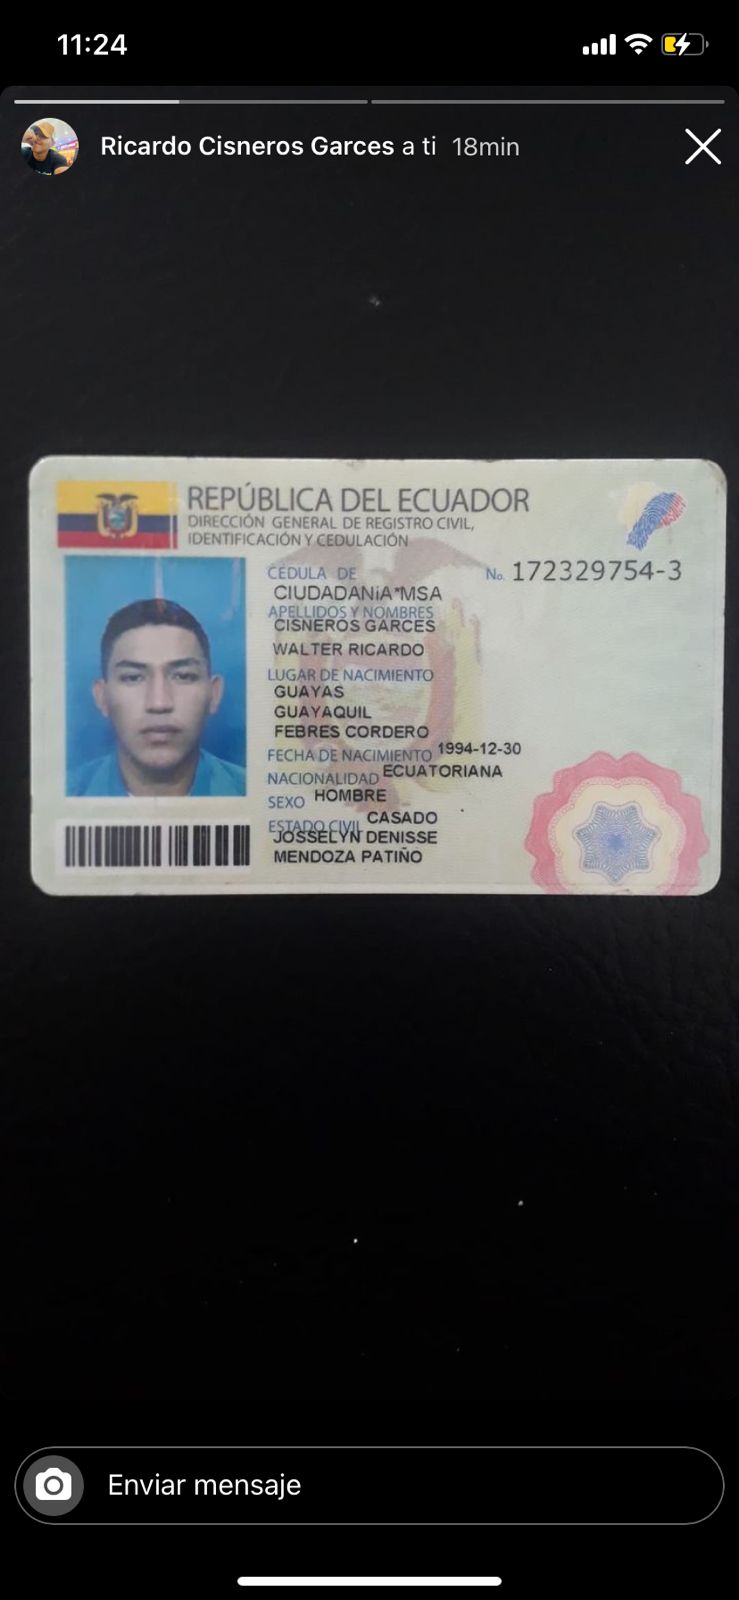 11:24
Ricardo Cisneros Garces a ti 18min
REPÚBLICA DEL ECUADOR
DIRECCIÓN GENERAL DE REGISTRO CIVIL,
IDENTIFICACIÓN Y CEDULACIÓN
CÉDULA DE No. 172329754-3
CIUDADANíA*MSA
APELLIDOS Y NOMBRES
CISNEROS GARCES
WALTER RICARDO
LUGAR DE NACIMIENTO
GUAYAS
GUAYAQUIL
FEBRES CORDERO
FECHA DE NACIMIENTO 1994-12-30
NACIONALIDAD ECUATORIANA
SEXO HOMBRE
ESTADO CIVIL CASADO
JOSSELYN DENISSE
MENDOZA PATIÑO
Enviar mensaje